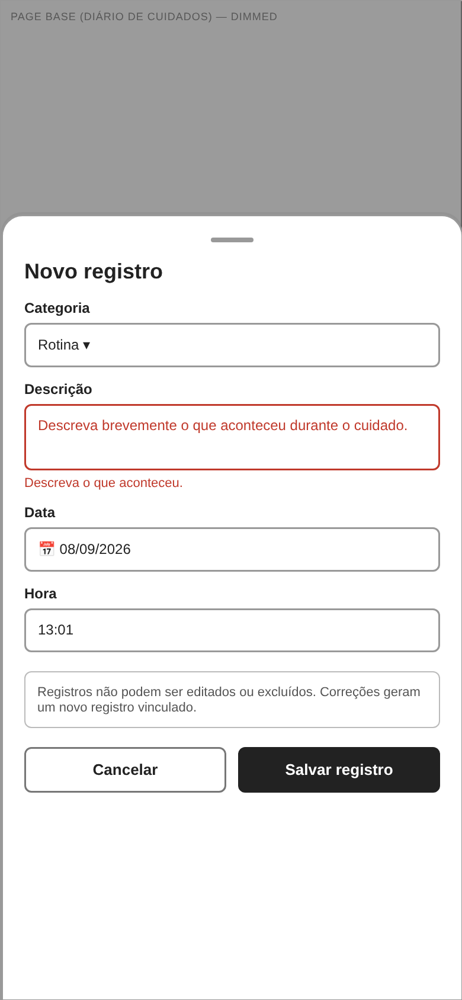 PAGE BASE (DIÁRIO DE CUIDADOS) — DIMMED
Novo registro
Categoria
Rotina ▾
Descrição
Descreva brevemente o que aconteceu durante o cuidado.
Descreva o que aconteceu.
Data
📅 08/09/2026
Hora
13:01
Registros não podem ser editados ou excluídos. Correções geram
um novo registro vinculado.
Cancelar
Salvar registro